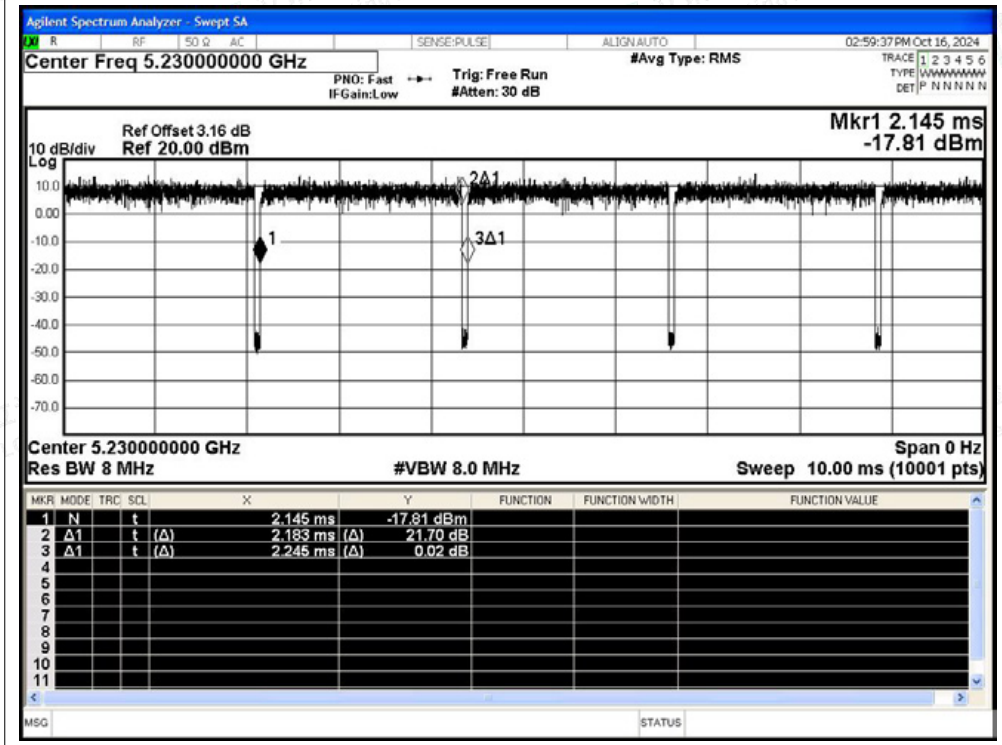 Agilent Spectrum Analyzer - Swept SA
R RF 50 Ω AC SENSE:PULSE ALIGN AUTO 02:59:37 PM Oct 16, 2024
Center Freq 5.230000000 GHz #Avg Type: RMS TRACE 1 2 3 4 5 6
PNO: Fast Trig: Free Run TYPE
IFGain:Low #Atten: 30 dB DET P N N N N N
Mkr1 2.145 ms
Ref Offset 3.16 dB
10 dB/div Ref 20.00 dBm -17.81 dBm
Log
10.0
2Δ1
0.00
-10.0
1
3Δ1
-20.0
-30.0
-40.0
-50.0
-60.0
-70.0
Center 5.230000000 GHz Span 0 Hz
Res BW 8 MHz #VBW 8.0 MHz Sweep 10.00 ms (10001 pts)
MKR MODE TRC SCL X Y FUNCTION FUNCTION WIDTH FUNCTION VALUE
1 N t 2.145 ms -17.81 dBm
2 Δ1 t (Δ) 2.183 ms (Δ) 21.70 dB
3 Δ1 t (Δ) 2.245 ms (Δ) 0.02 dB
4
5
6
7
8
9
10
11
MSG STATUS